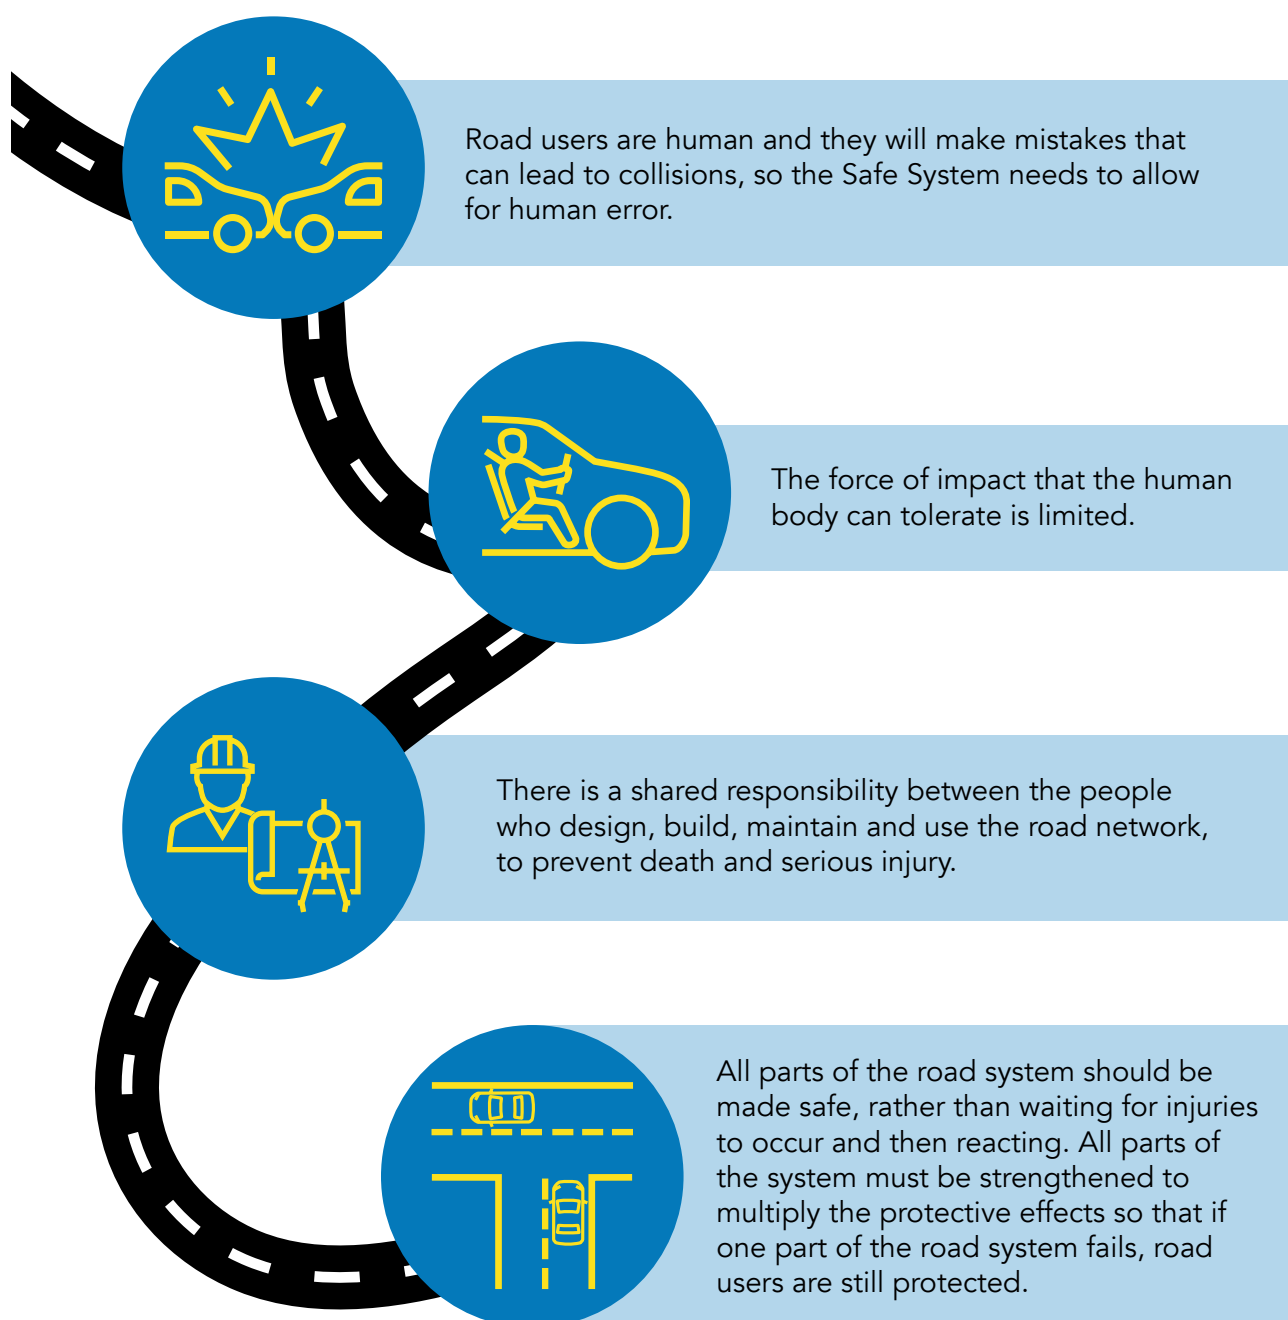 Road users are human and they will make mistakes that
can lead to collisions, so the Safe System needs to allow
for human error.
The force of impact that the human
body can tolerate is limited.
There is a shared responsibility between the people
who design, build, maintain and use the road network,
to prevent death and serious injury.
All parts of the road system should be
made safe, rather than waiting for injuries
to occur and then reacting. All parts of
the system must be strengthened to
multiply the protective effects so that if
one part of the road system fails, road
users are still protected.